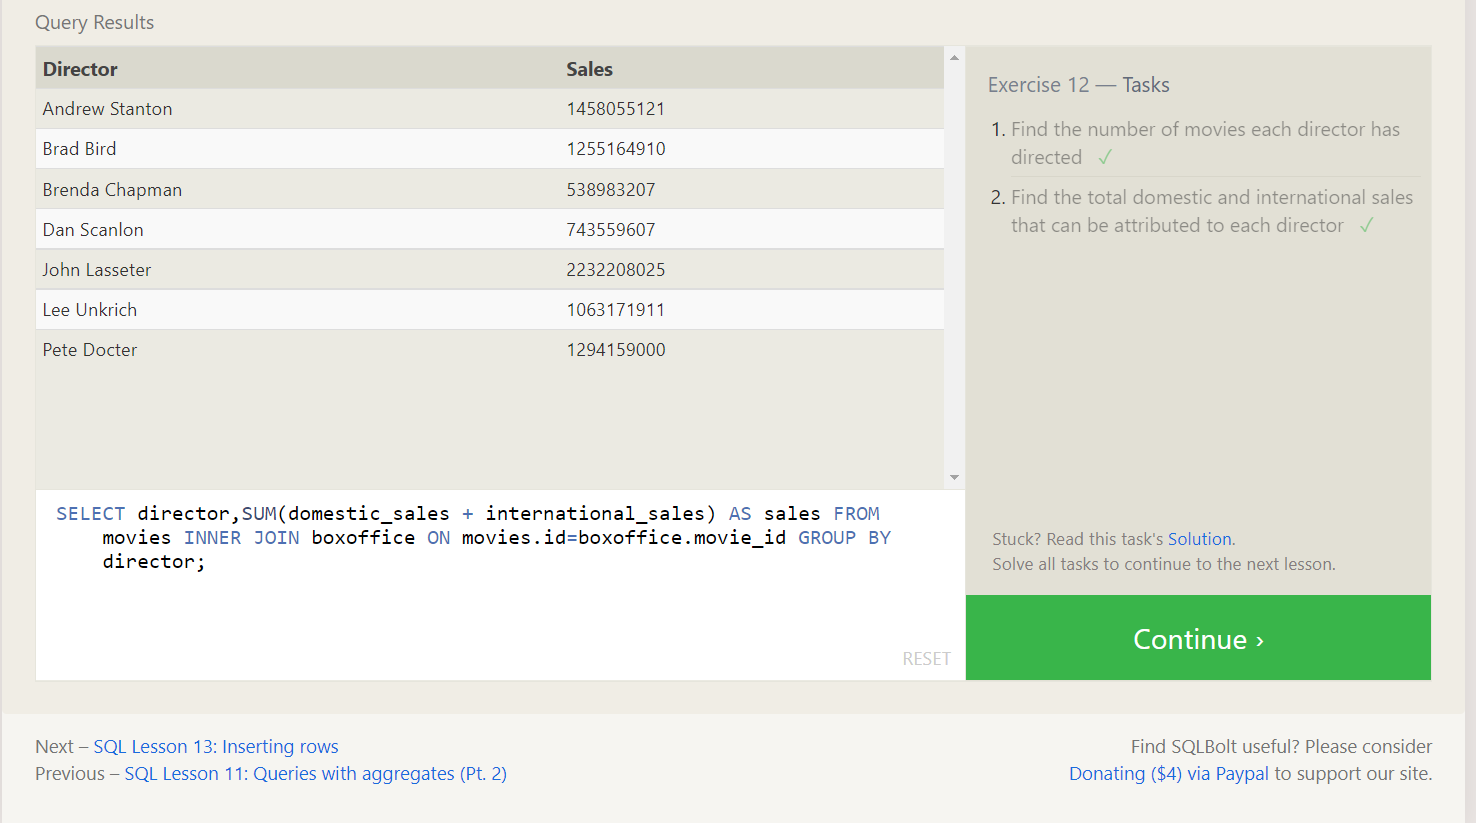 Query Results
Director Sales
Andrew Stanton 1458055121
Brad Bird 1255164910
Brenda Chapman 538983207
Dan Scanlon 743559607
John Lasseter 2232208025
Lee Unkrich 1063171911
Pete Docter 1294159000
SELECT director,SUM(domestic_sales + international_sales) AS sales FROM
movies INNER JOIN boxoffice ON movies.id=boxoffice.movie_id GROUP BY
director;
RESET
Exercise 12 — Tasks
1. Find the number of movies each director has
directed ✓
2. Find the total domestic and international sales
that can be attributed to each director ✓
Stuck? Read this task's Solution.
Solve all tasks to continue to the next lesson.
Continue ›
Next – SQL Lesson 13: Inserting rows
Previous – SQL Lesson 11: Queries with aggregates (Pt. 2)
Find SQLBolt useful? Please consider
Donating ($4) via Paypal to support our site.